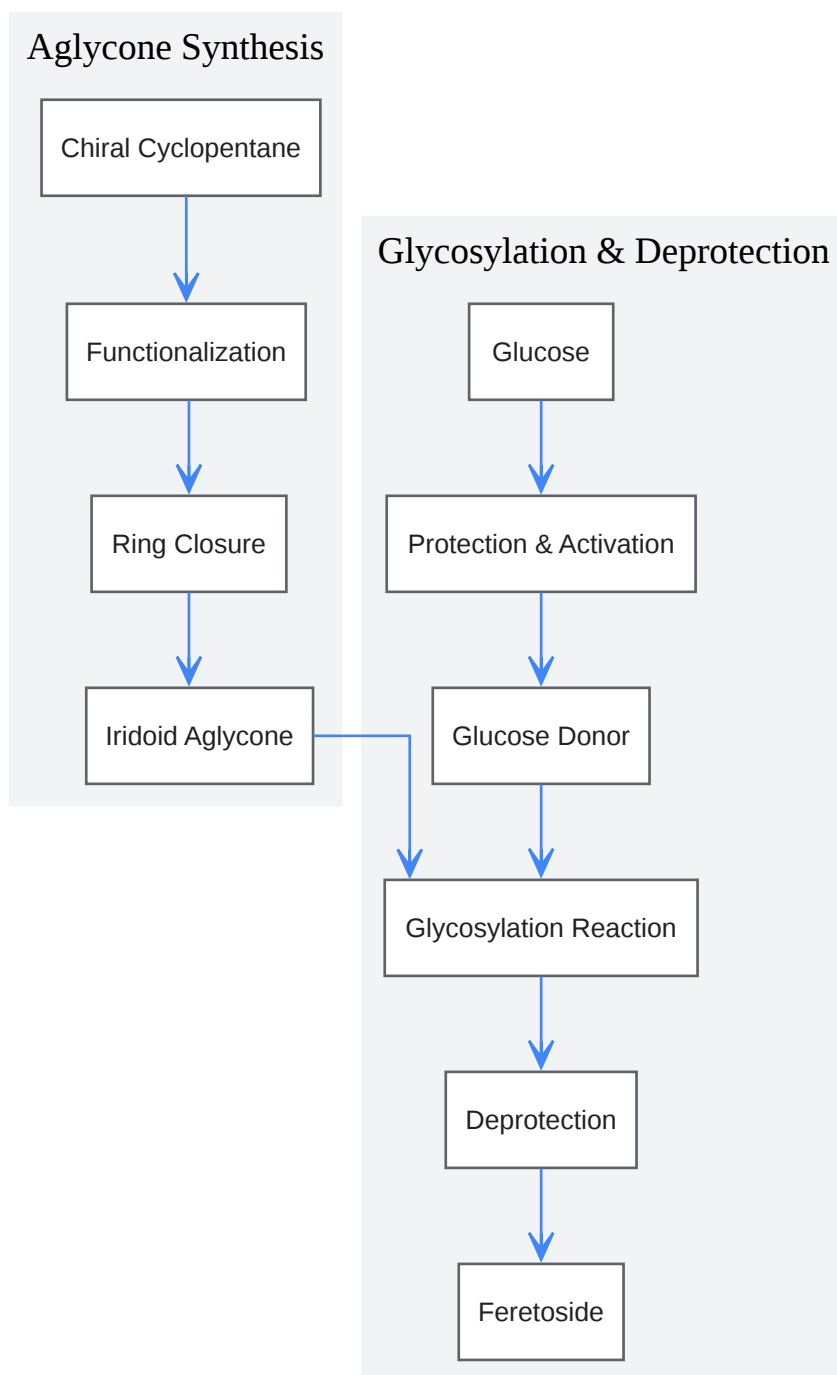 Aglycone Synthesis
Chiral Cyclopentane
Functionalization
Ring Closure
Iridoid Aglycone
Glycosylation & Deprotection
Glucose
Protection & Activation
Glucose Donor
Glycosylation Reaction
Deprotection
Feretoside